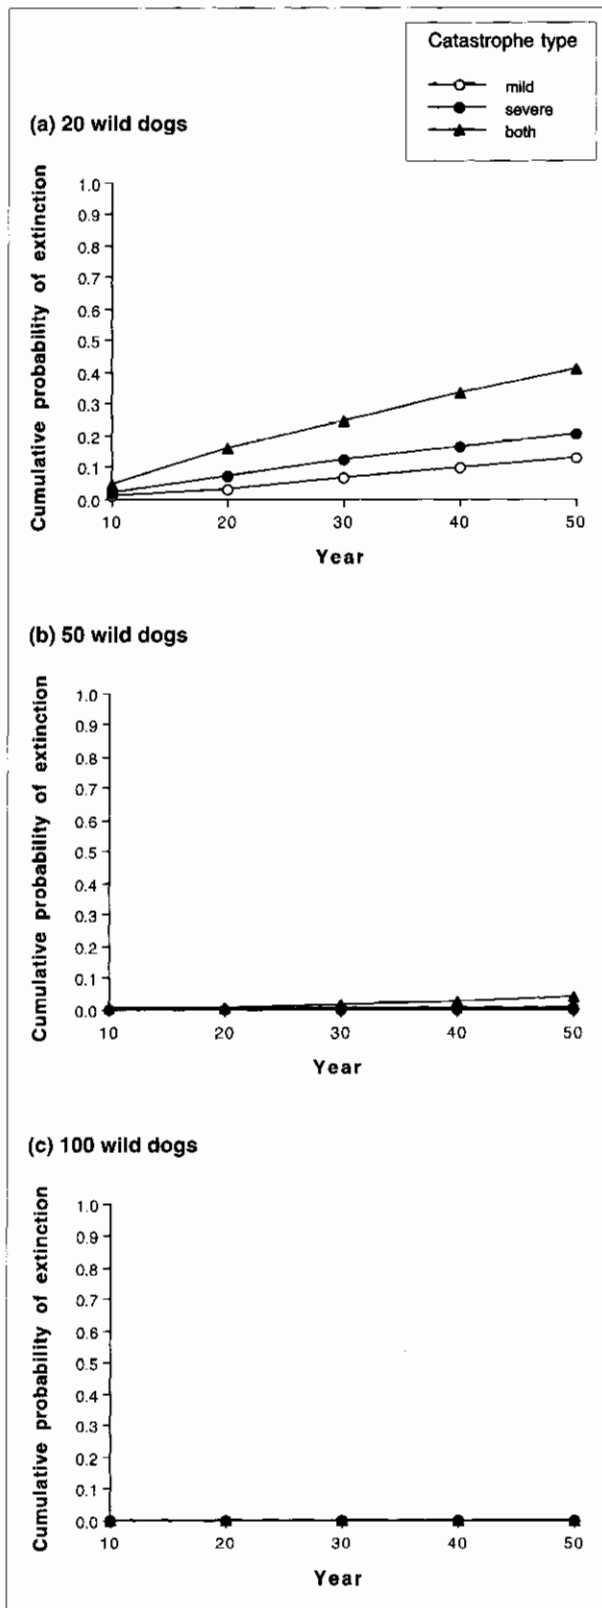 Catastrophe type
mild
severe
both
(a) 20 wild dogs
Cumulative probability of extinction
1.0
0.9
0.8
0.7
0.6
0.5
0.4
0.3
0.2
0.1
0.0
10 20 30 40 50
Year
(b) 50 wild dogs
Cumulative probability of extinction
1.0
0.9
0.8
0.7
0.6
0.5
0.4
0.3
0.2
0.1
0.0
10 20 30 40 50
Year
(c) 100 wild dogs
Cumulative probability of extinction
1.0
0.9
0.8
0.7
0.6
0.5
0.4
0.3
0.2
0.1
0.0
10 20 30 40 50
Year